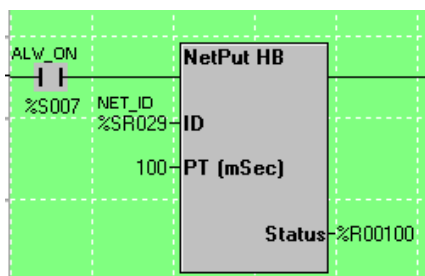 ALW_ON
NetPut HB
%S007
NET_ID
%SR029
ID
100
PT (mSec)
Status
%R00100